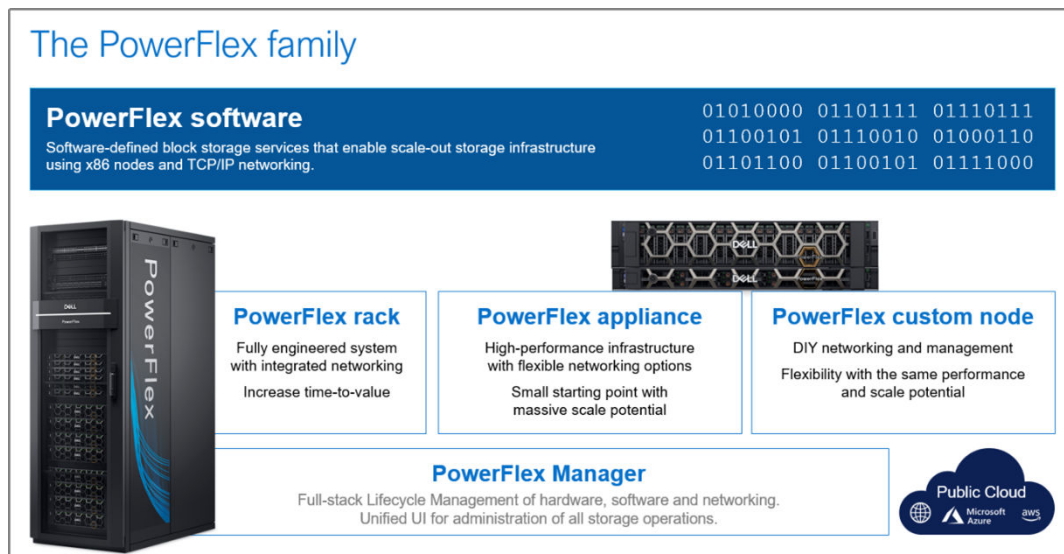 The PowerFlex family
PowerFlex software
Software-defined block storage services that enable scale-out storage infrastructure
using x86 nodes and TCP/IP networking.
01010000 01101111 01110111
01100101 01110010 01000110
01101100 01100101 01111000
DELL
PowerFlex
PowerFlex
DELL
DELL
PowerFlex rack
Fully engineered system
with integrated networking
Increase time-to-value
PowerFlex appliance
High-performance infrastructure
with flexible networking options
Small starting point with
massive scale potential
PowerFlex custom node
DIY networking and management
Flexibility with the same performance
and scale potential
PowerFlex Manager
Full-stack Lifecycle Management of hardware, software and networking.
Unified UI for administration of all storage operations.
Public Cloud
Microsoft
Azure
aws